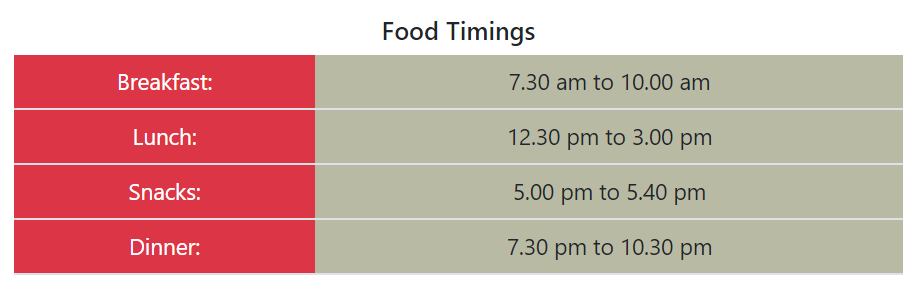 Food Timings
Breakfast: 7.30 am to 10.00 am
Lunch: 12.30 pm to 3.00 pm
Snacks: 5.00 pm to 5.40 pm
Dinner: 7.30 pm to 10.30 pm